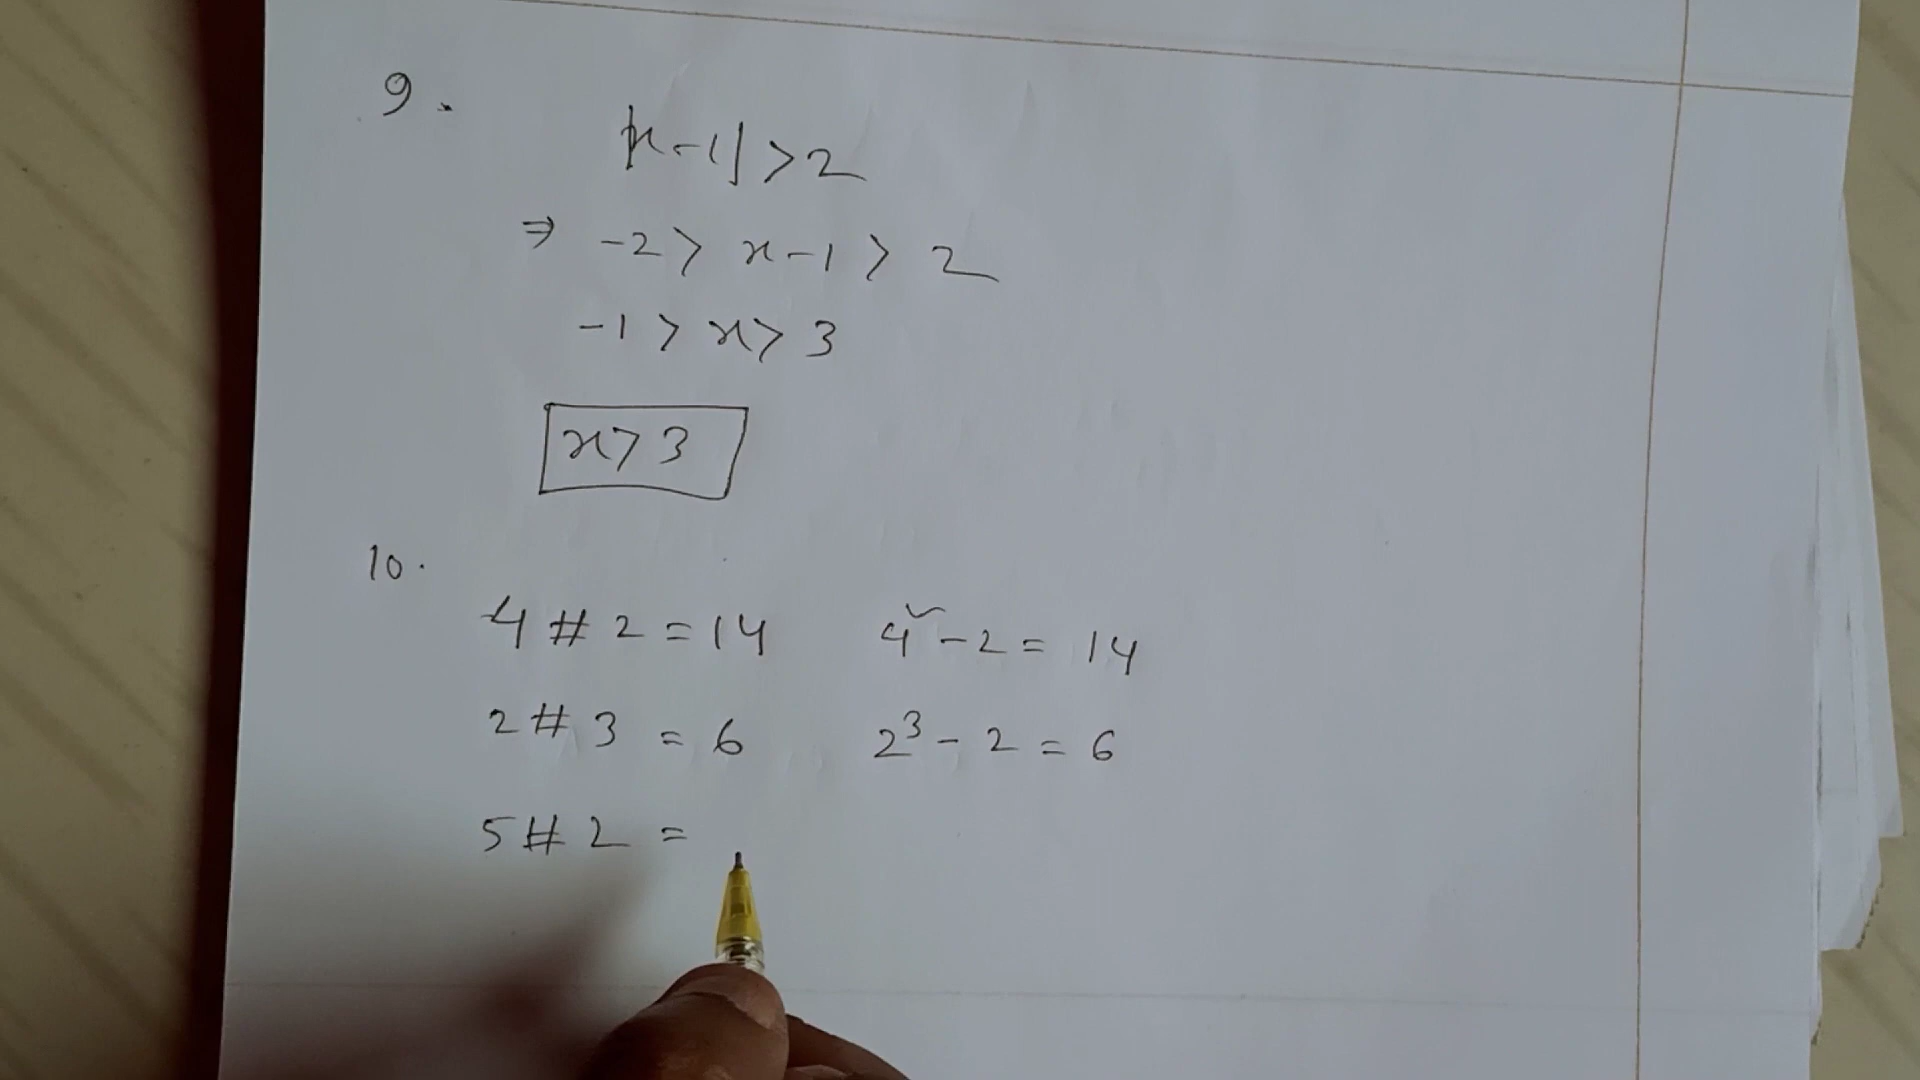 9.
|x-1|>2
⇒ -2> x-1 > 2
-1 > x> 3
x>3
10.
4 # 2 = 14 4² - 2 = 14
2 # 3 = 6 2³ - 2 = 6
5 # 2 =